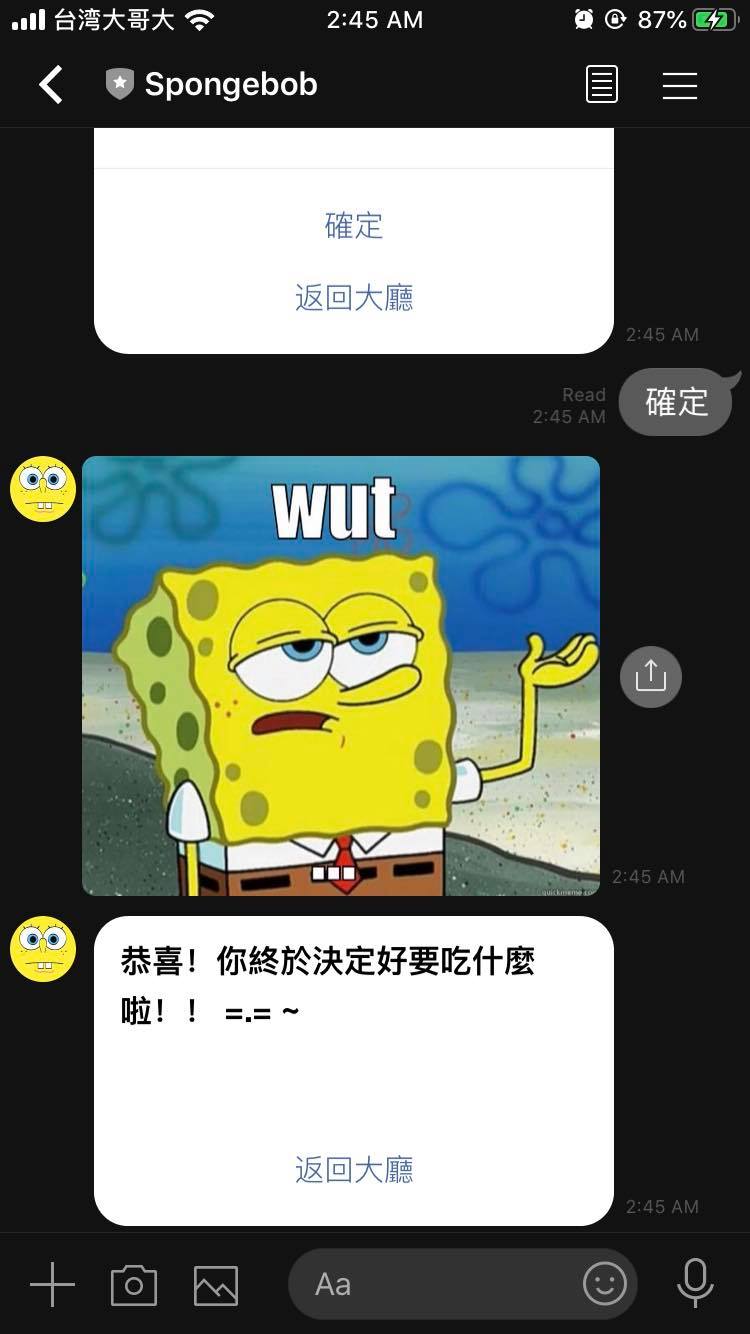 台湾大哥大
2:45 AM
87%
Spongebob
確定
返回大廳
2:45 AM
Read
2:45 AM
確定
wut
...
quickmeme.co
2:45 AM
恭喜！你終於決定好要吃什麼
啦！！ =.= ~
返回大廳
2:45 AM
Aa